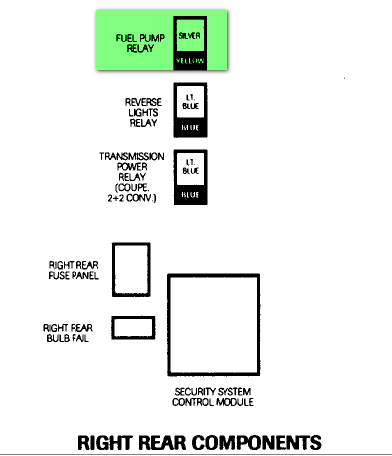 FUEL PUMP
RELAY
SILVER
YELLOW
REVERSE
LIGHTS
RELAY
LT.
BLUE
BLUE
TRANSMISSION
POWER
RELAY
(COUPE.
2+2 CONV.)
LT.
BLUE
BLUE
RIGHT REAR
FUSE PANEL
RIGHT REAR
BULB FAIL
SECURITY SYSTEM
CONTROL MODULE
RIGHT REAR COMPONENTS